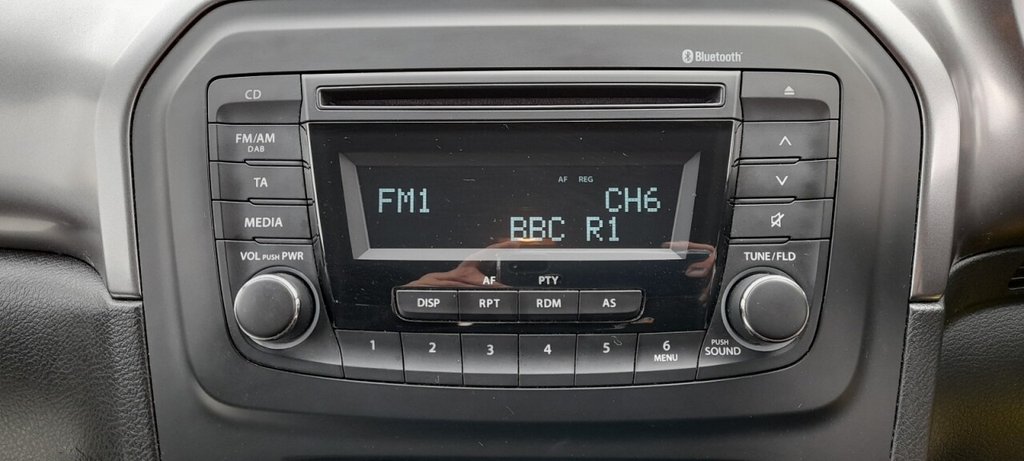 Bluetooth
CD
FM/AM
DAB
TA
MEDIA
VOL PUSH PWR
AF REG
FM1 CH6
BBC R1
AF PTY
DISP RPT RDM AS
1 2 3 4 5 6
MENU
TUNE/FLD
PUSH
SOUND